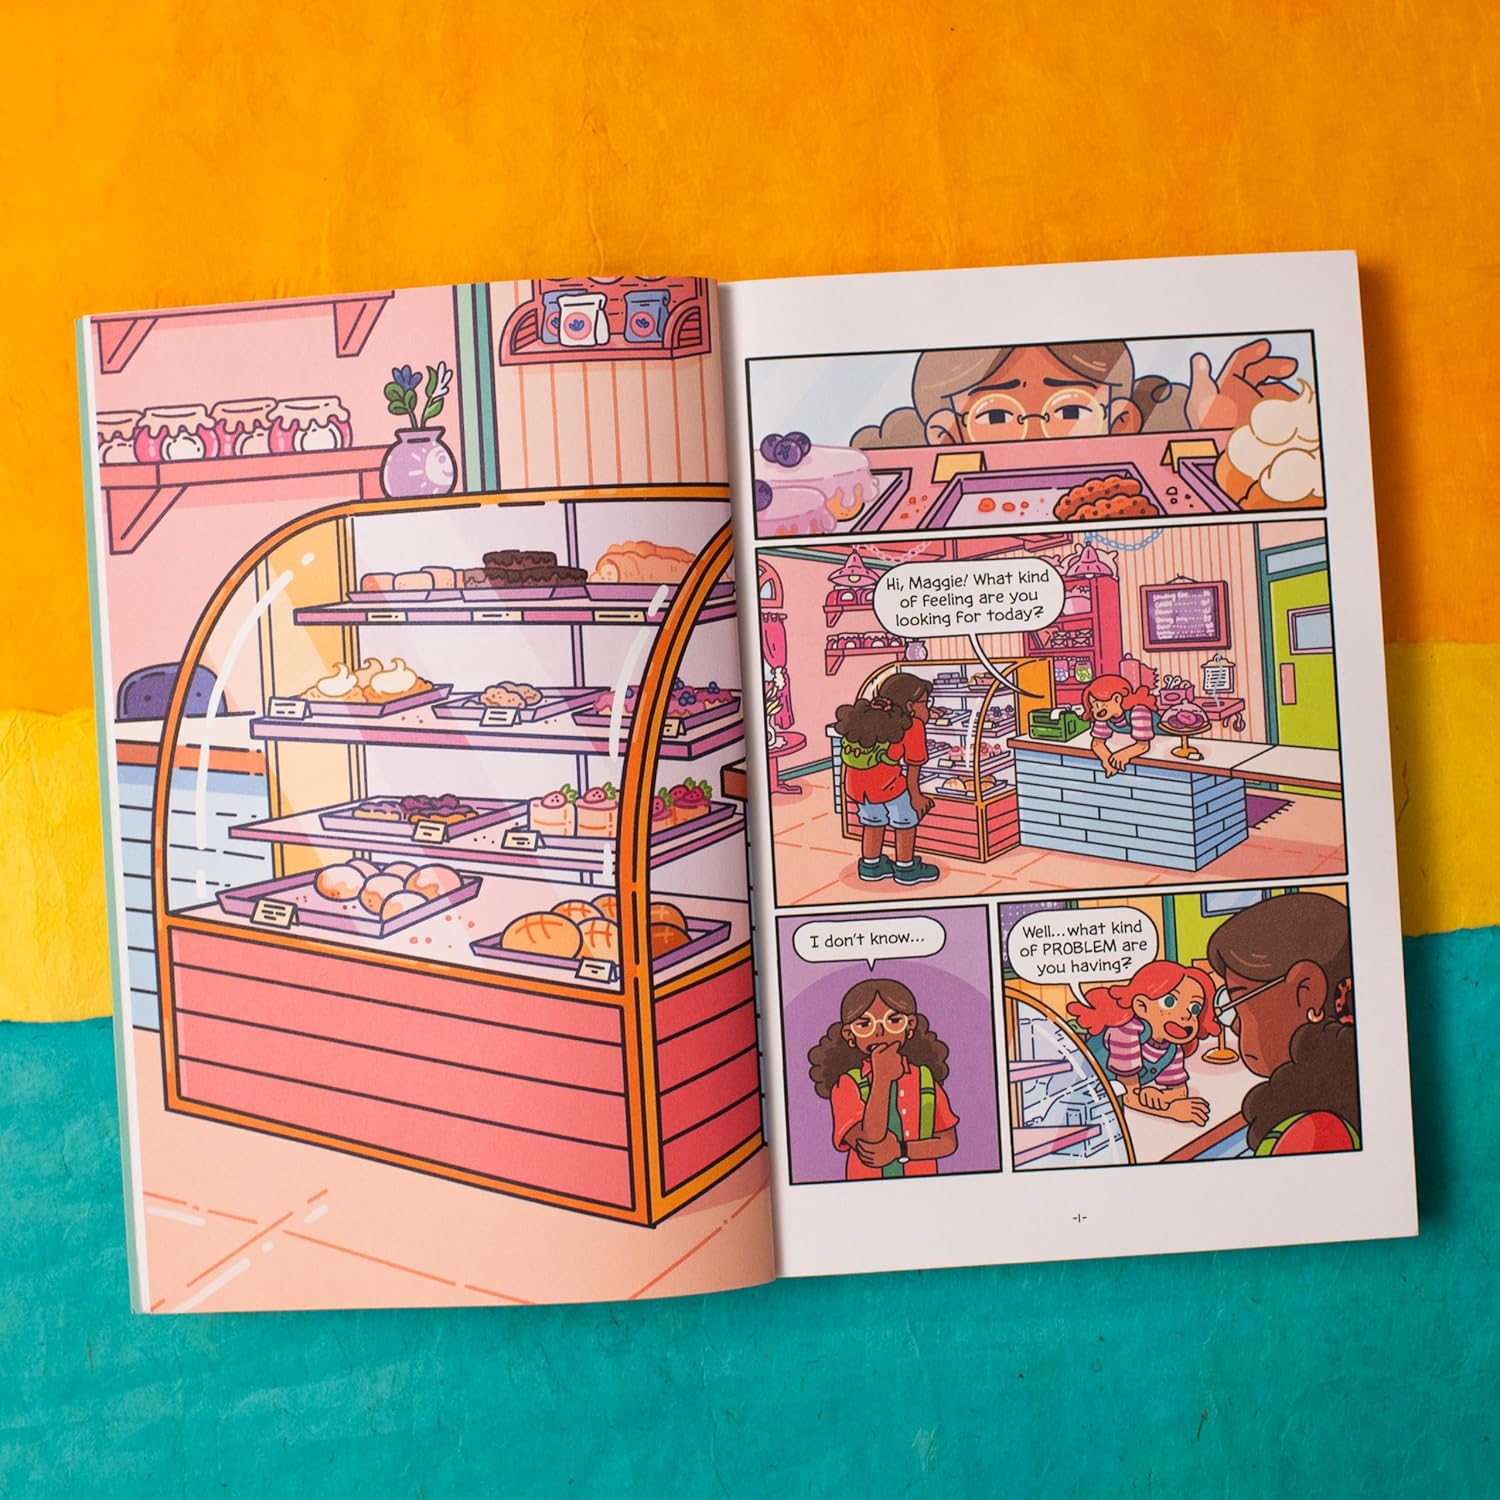 Hi, Maggie! What kind
of feeling are you
looking for today?
I don't know...
Well...what kind
of PROBLEM are
you having?
-1-